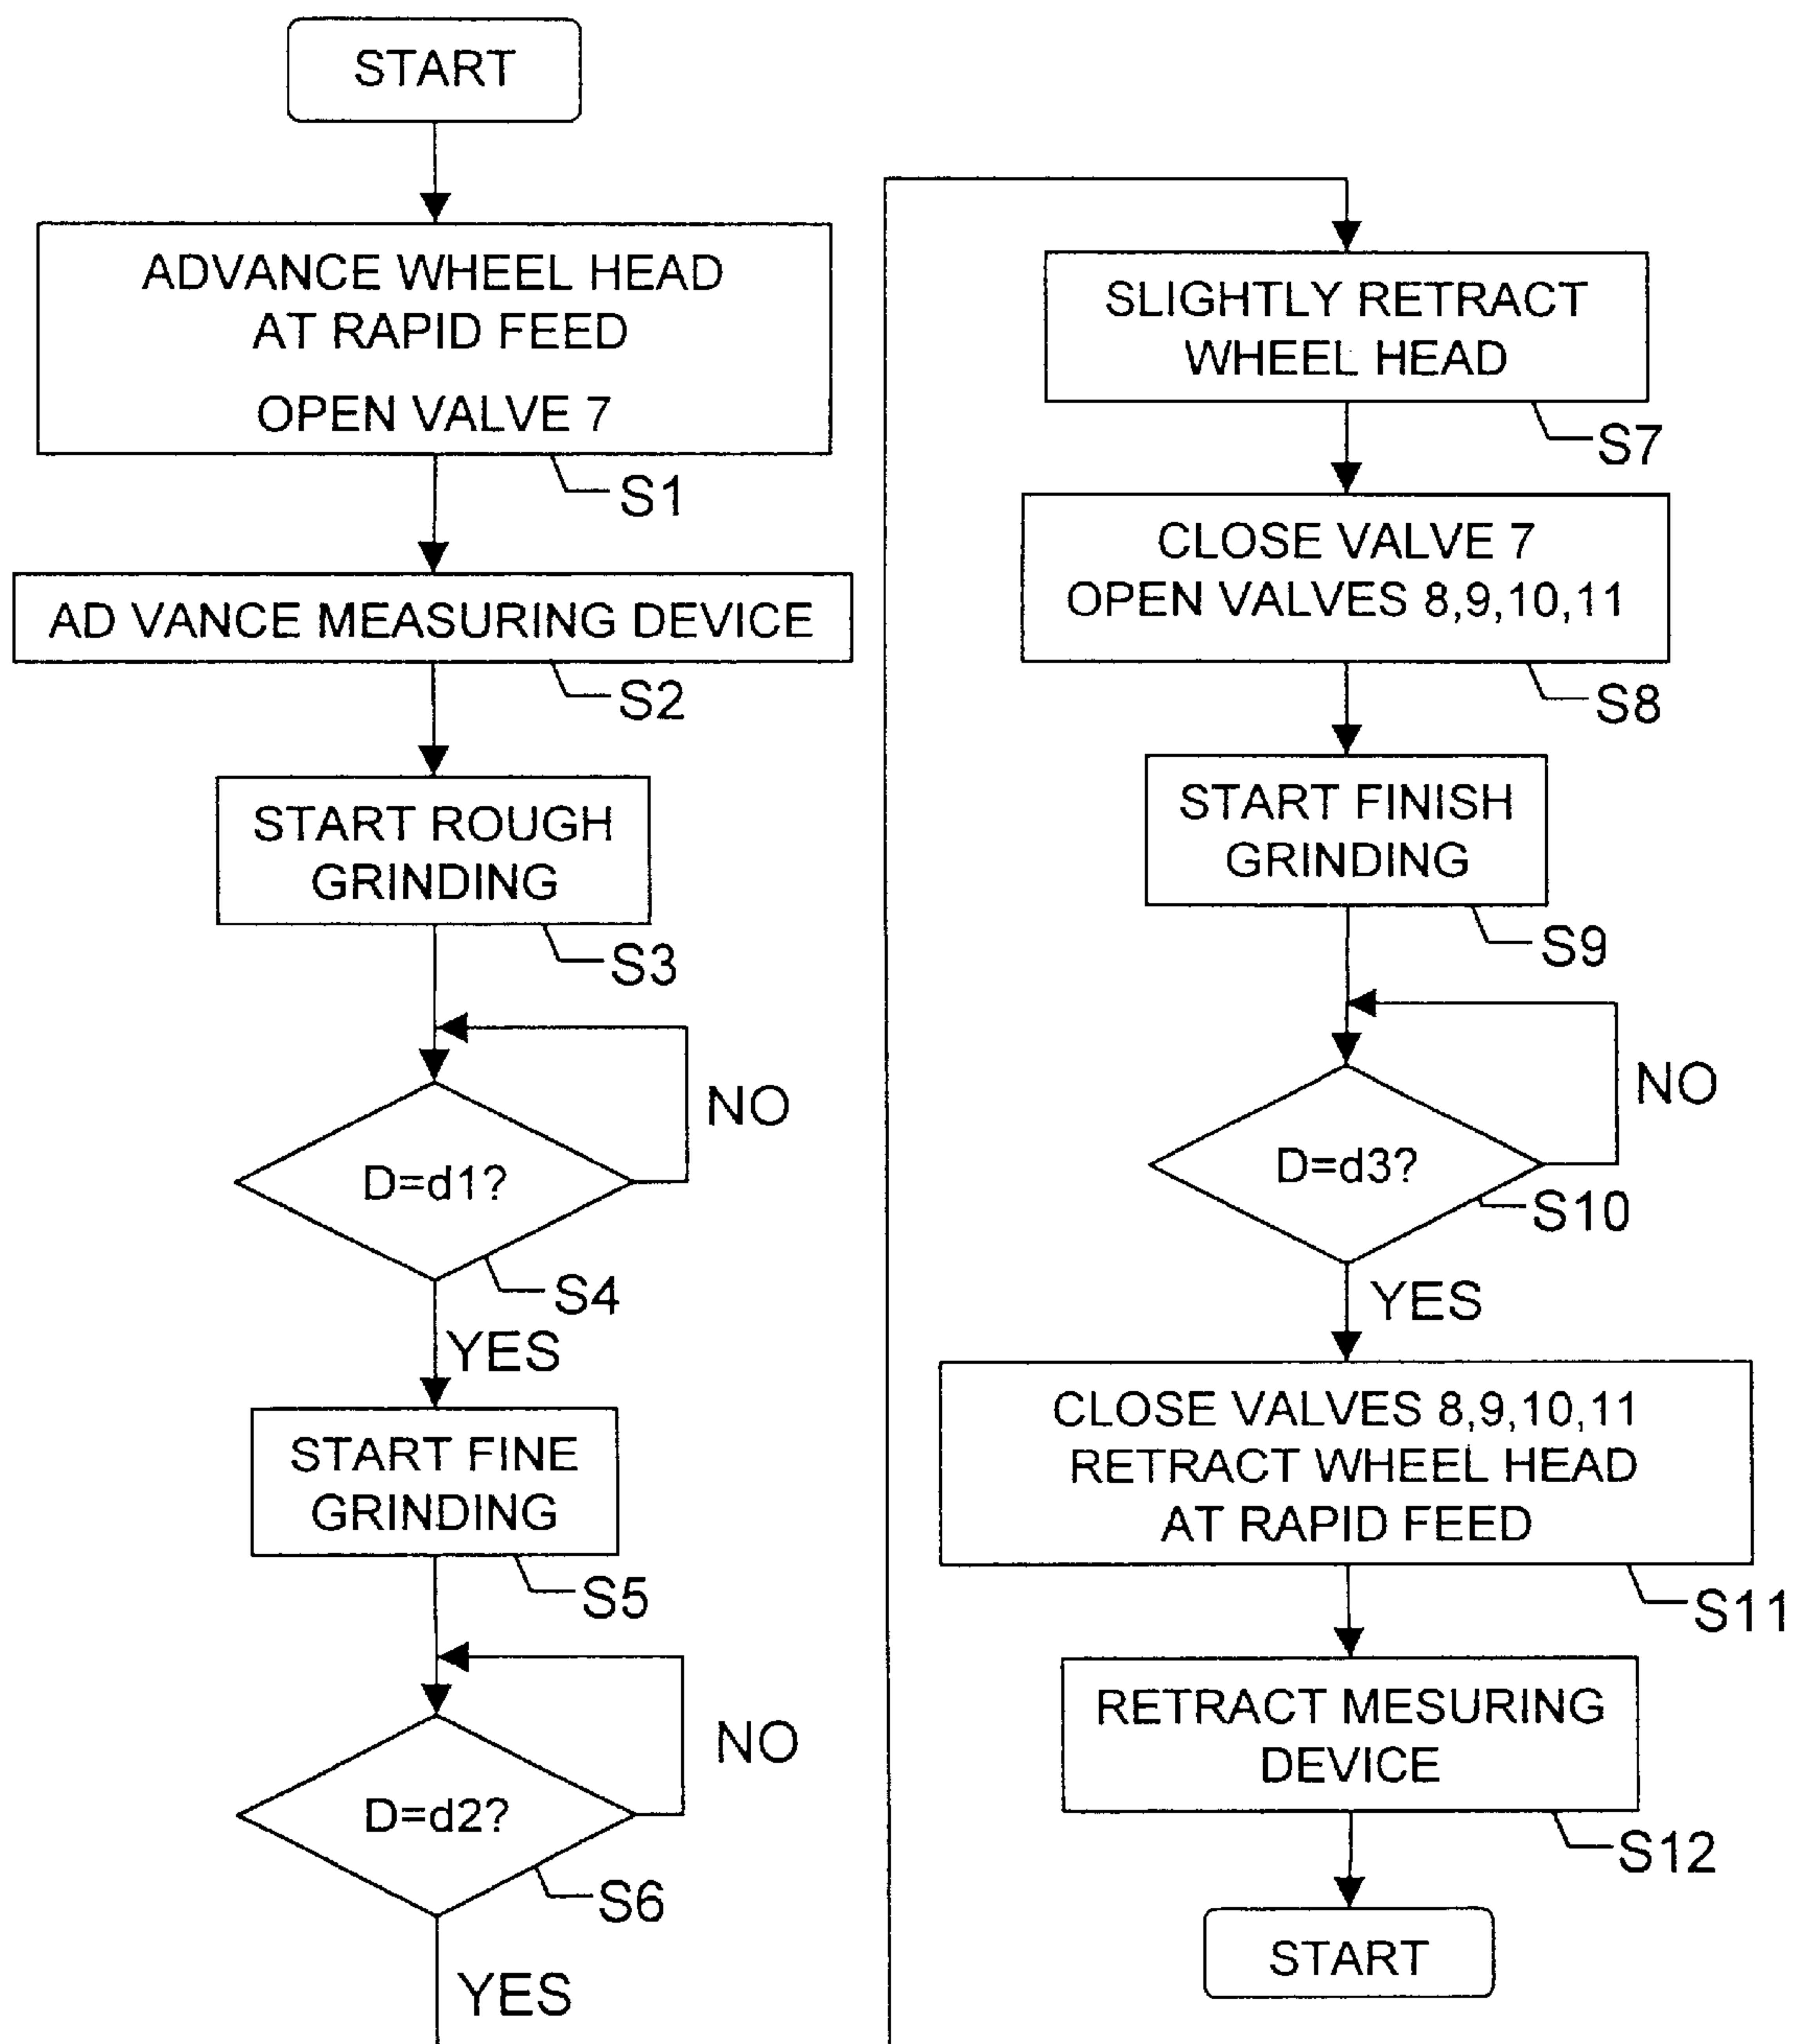 START
ADVANCE WHEEL HEAD
AT RAPID FEED
OPEN VALVE 7
S1
AD VANCE MEASURING DEVICE
S2
START ROUGH
GRINDING
S3
NO
D=d1?
S4
YES
START FINE
GRINDING
S5
NO
D=d2?
S6
YES
SLIGHTLY RETRACT
WHEEL HEAD
S7
CLOSE VALVE 7
OPEN VALVES 8,9,10,11
S8
START FINISH
GRINDING
S9
NO
D=d3?
S10
YES
CLOSE VALVES 8,9,10,11
RETRACT WHEEL HEAD
AT RAPID FEED
S11
RETRACT MESURING
DEVICE
S12
START